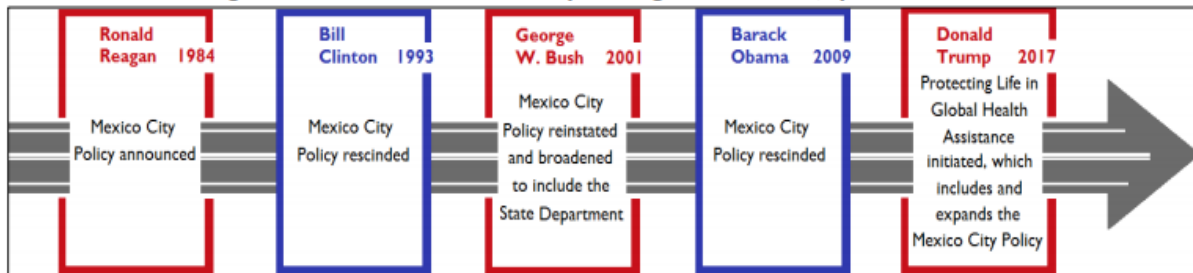 Ronald
Reagan 1984
Mexico City
Policy announced
Bill
Clinton 1993
Mexico City
Policy rescinded
George
W. Bush 2001
Mexico City
Policy reinstated
and broadened
to include the
State Department
Barack
Obama 2009
Mexico City
Policy rescinded
Donald
Trump 2017
Protecting Life in
Global Health
Assistance
initiated, which
includes and
expands the
Mexico City Policy